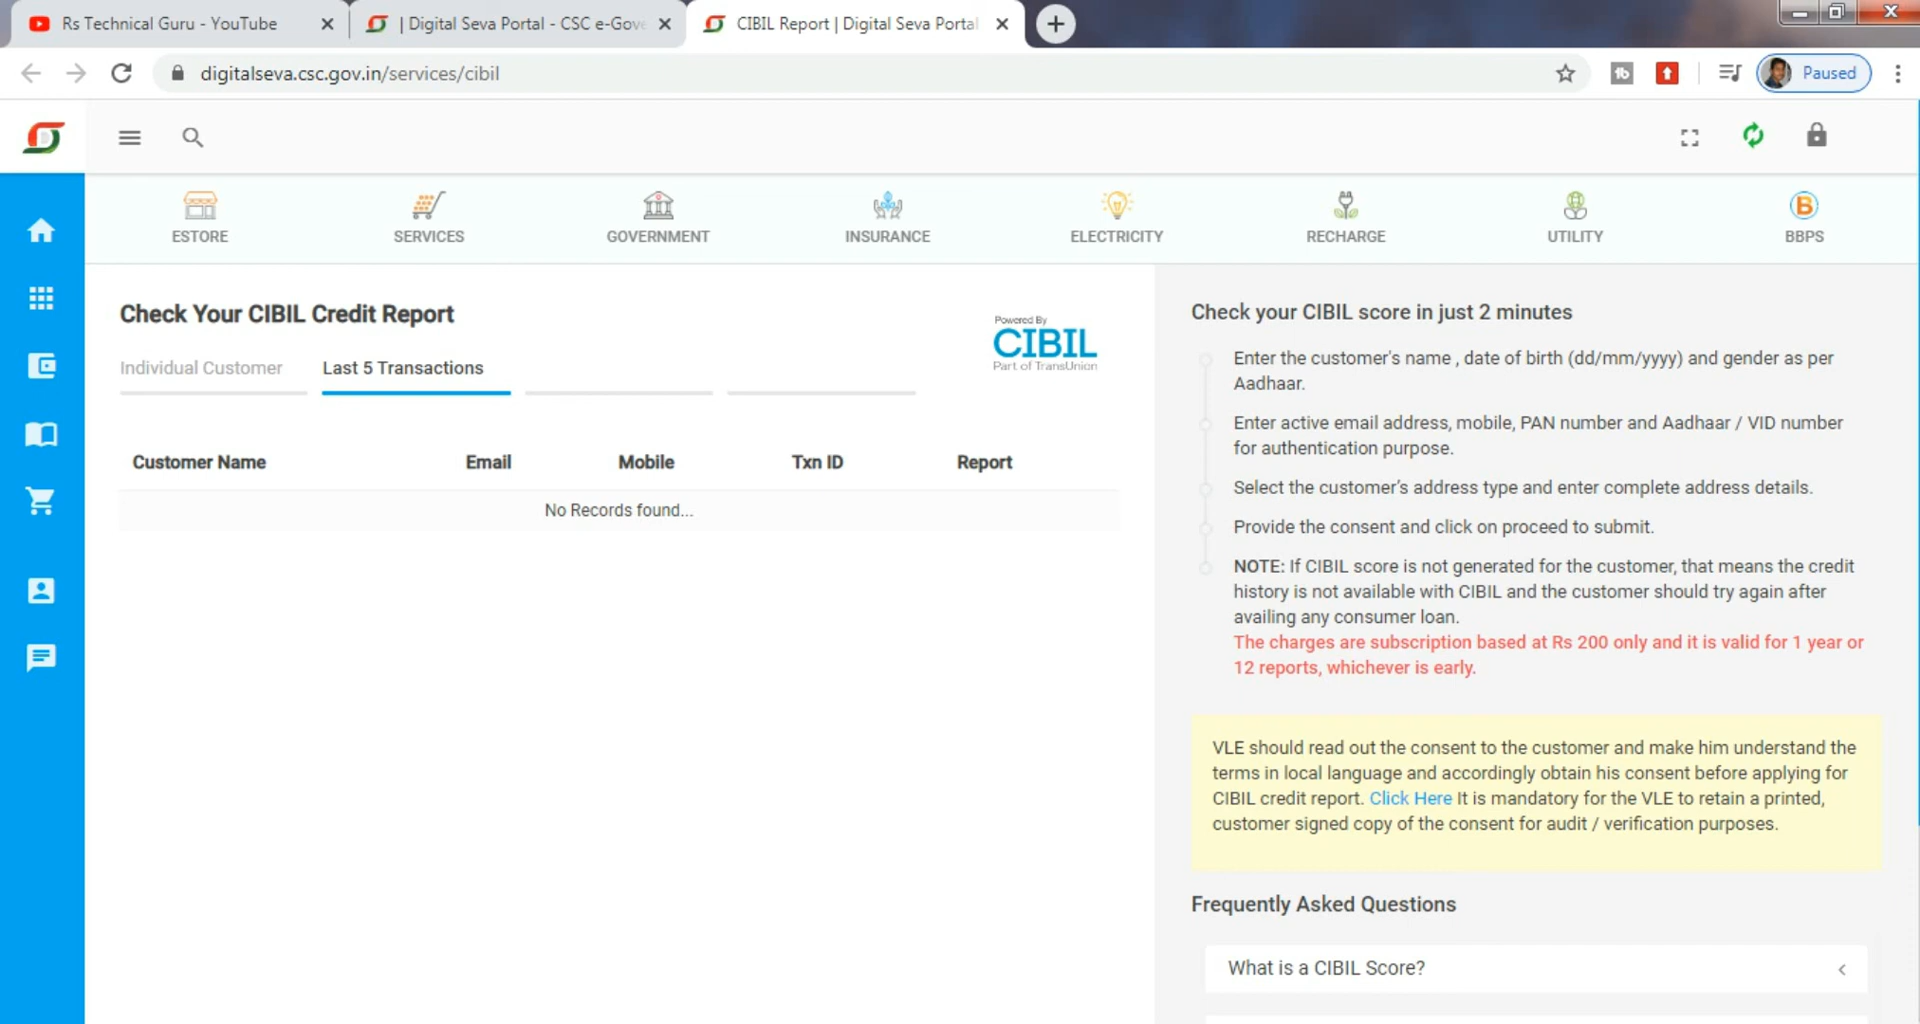 Rs Technical Guru - YouTube
| Digital Seva Portal - CSC e-Gove
CIBIL Report | Digital Seva Portal
digitalseva.csc.gov.in/services/cibil
Paused
ESTORE
SERVICES
GOVERNMENT
INSURANCE
ELECTRICITY
RECHARGE
UTILITY
BBPS
Check Your CIBIL Credit Report
Individual Customer
Last 5 Transactions
Powered By
CIBIL
Part of TransUnion
Customer Name Email Mobile Txn ID Report
No Records found...
Check your CIBIL score in just 2 minutes
Enter the customer's name , date of birth (dd/mm/yyyy) and gender as per
Aadhaar.
Enter active email address, mobile, PAN number and Aadhaar / VID number
for authentication purpose.
Select the customer's address type and enter complete address details.
Provide the consent and click on proceed to submit.
NOTE: If CIBIL score is not generated for the customer, that means the credit
history is not available with CIBIL and the customer should try again after
availing any consumer loan.
The charges are subscription based at Rs 200 only and it is valid for 1 year or
12 reports, whichever is early.
VLE should read out the consent to the customer and make him understand the
terms in local language and accordingly obtain his consent before applying for
CIBIL credit report. Click Here It is mandatory for the VLE to retain a printed,
customer signed copy of the consent for audit / verification purposes.
Frequently Asked Questions
What is a CIBIL Score?